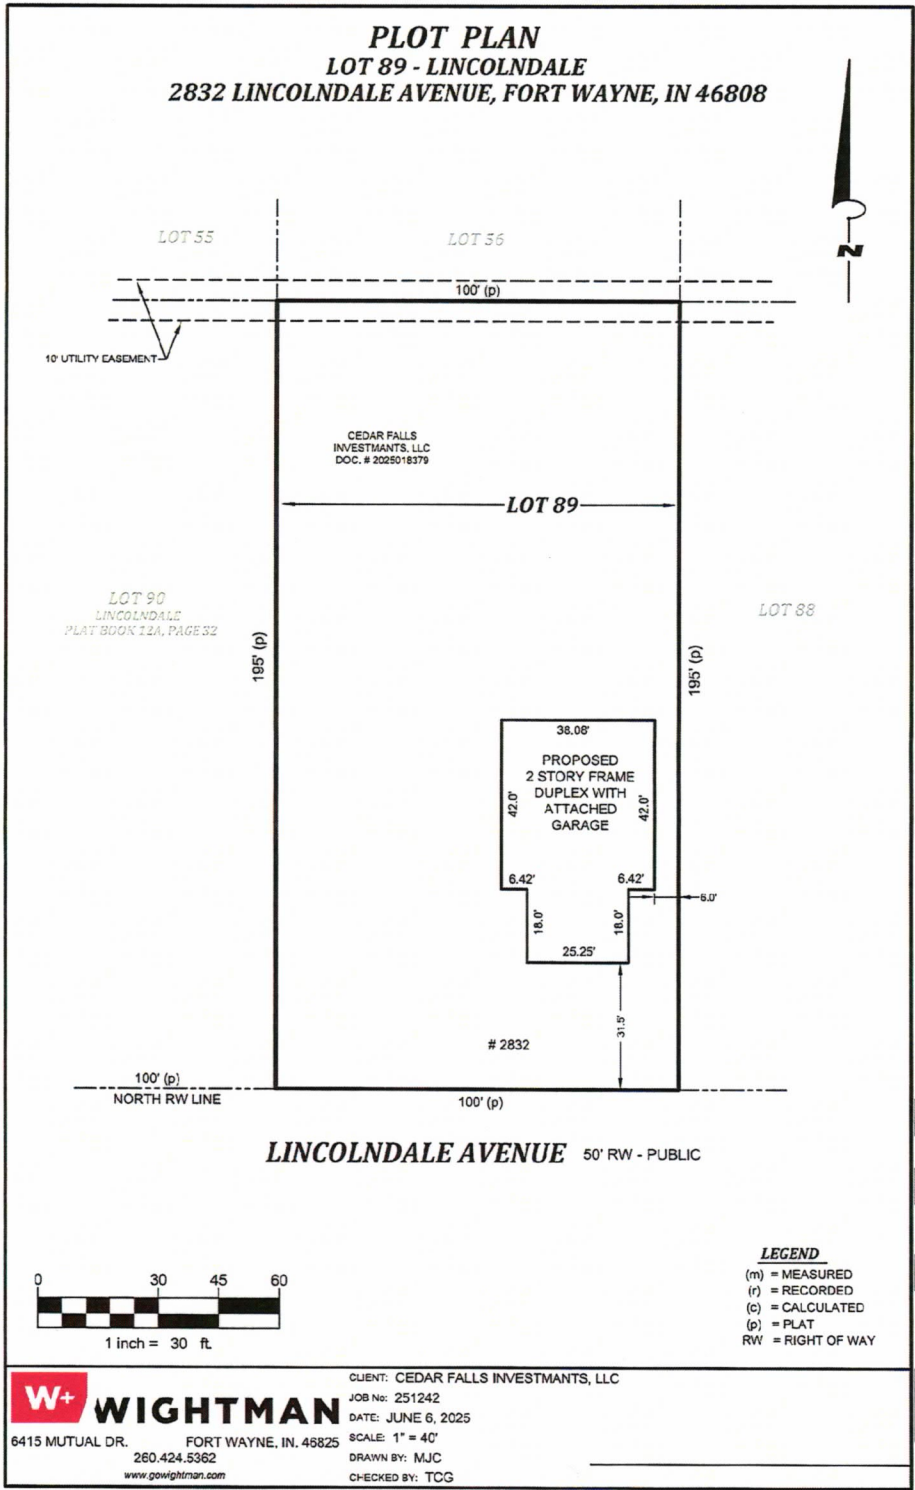 PLOT PLAN
LOT 89 - LINCOLNDALE
2832 LINCOLNDALE AVENUE, FORT WAYNE, IN 46808
N
LOT 55
LOT 56
100' (p)
10' UTILITY EASEMENT
CEDAR FALLS
INVESTMANTS, LLC
DOC. # 2025018379
LOT 89
LOT 90
LINCOLNDALE
PLAT BOOK 12A, PAGE 32
LOT 88
195' (p)
195' (p)
38.08'
PROPOSED
2 STORY FRAME
DUPLEX WITH
ATTACHED
GARAGE
42.0'
42.0'
6.42'
6.42'
6.0'
18.0'
18.0'
25.25'
31.5'
# 2832
100' (p)
NORTH RW LINE
100' (p)
LINCOLNDALE AVENUE 50' RW - PUBLIC
0 30 45 60
1 inch = 30 ft.
LEGEND
(m) = MEASURED
(r) = RECORDED
(c) = CALCULATED
(p) = PLAT
RW = RIGHT OF WAY
W+ WIGHTMAN
6415 MUTUAL DR. FORT WAYNE, IN. 46825
260.424.5362
www.gowightman.com
CLIENT: CEDAR FALLS INVESTMANTS, LLC
JOB No: 251242
DATE: JUNE 6, 2025
SCALE: 1" = 40'
DRAWN BY: MJC
CHECKED BY: TCG